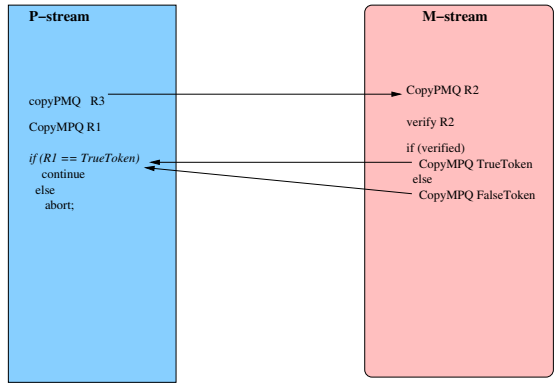 P−stream
copyPMQ R3
CopyMPQ R1
if (R1 == TrueToken)
continue
else
abort;
M−stream
CopyPMQ R2
verify R2
if (verified)
CopyMPQ TrueToken
else
CopyMPQ FalseToken